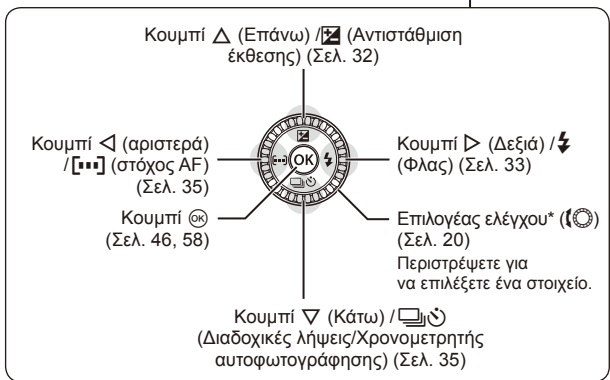 Κουμπί △ (Επάνω) / (Αντιστάθμιση
έκθεσης) (Σελ. 32)
Κουμπί ◁ (αριστερά)
/[▪▪▪] (στόχος AF)
(Σελ. 35)
Κουμπί ▷ (Δεξιά) /
(Φλας) (Σελ. 33)
OK
Κουμπί OK
(Σελ. 46, 58)
Επιλογέας ελέγχου* ()
(Σελ. 20)
Περιστρέψετε για
να επιλέξετε ένα στοιχείο.
Κουμπί ▽ (Κάτω) /
(Διαδοχικές λήψεις/Χρονομετρητής
αυτοφωτογράφησης) (Σελ. 35)